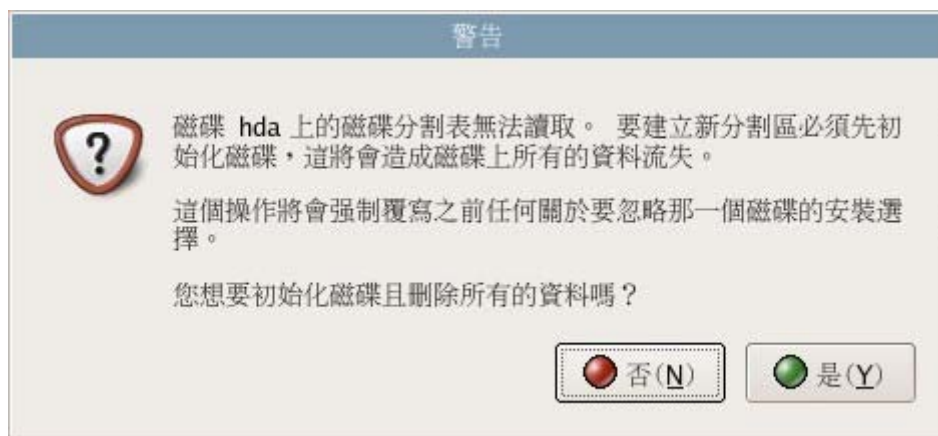 警告
磁碟 hda 上的磁碟分割表無法讀取。 要建立新分割區必須先初
始化磁碟，這將會造成磁碟上所有的資料流失。
這個操作將會强制覆寫之前任何關於要忽略那一個磁碟的安裝選
擇。
您想要初始化磁碟且刪除所有的資料嗎？
否(N)
是(Y)